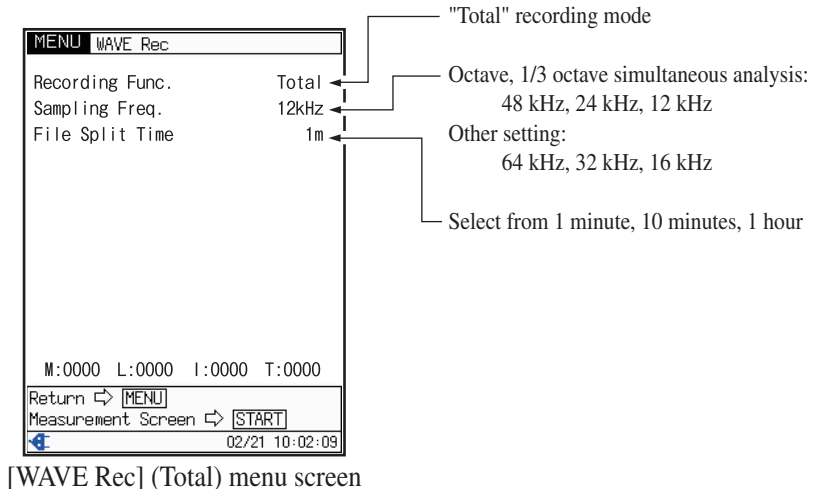 "Total" recording mode
MENU WAVE Rec
Recording Func. Total
Sampling Freq. 12kHz
File Split Time 1m
Octave, 1/3 octave simultaneous analysis:
48 kHz, 24 kHz, 12 kHz
Other setting:
64 kHz, 32 kHz, 16 kHz
Select from 1 minute, 10 minutes, 1 hour
M:0000 L:0000 I:0000 T:0000
Return ⇨ MENU
Measurement Screen ⇨ START
02/21 10:02:09
[WAVE Rec] (Total) menu screen